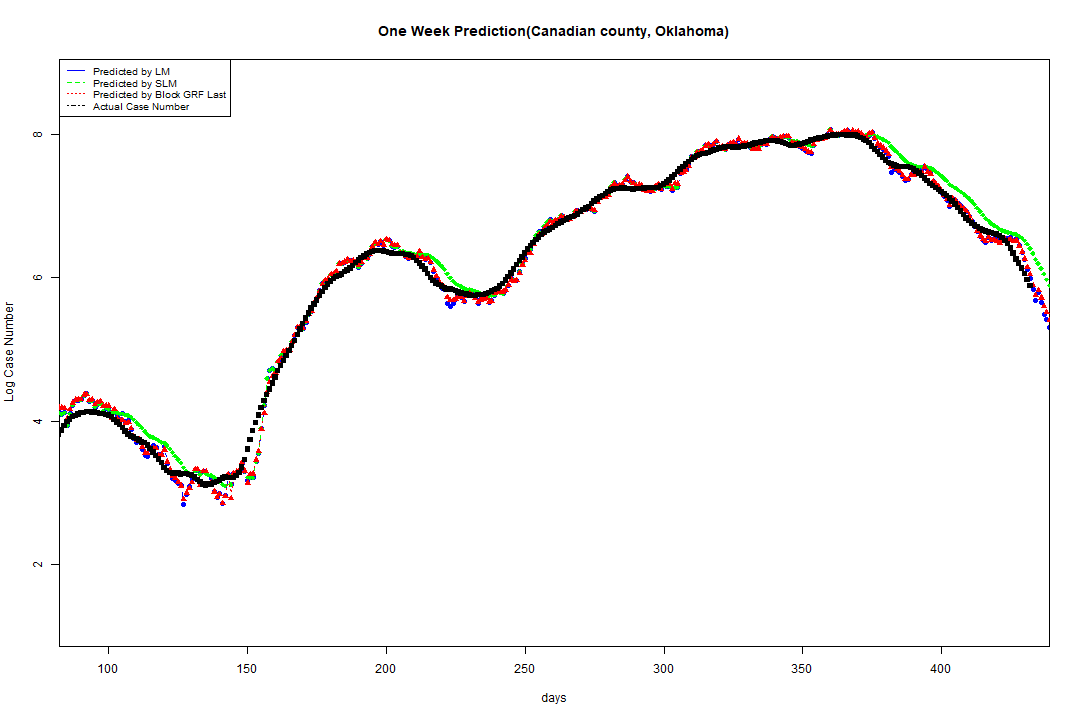 One Week Prediction(Canadian county, Oklahoma)
Predicted by LM
Predicted by SLM
Predicted by Block GRF Last
Actual Case Number
8
6
4
2
Log Case Number
100 150 200 250 300 350 400
days